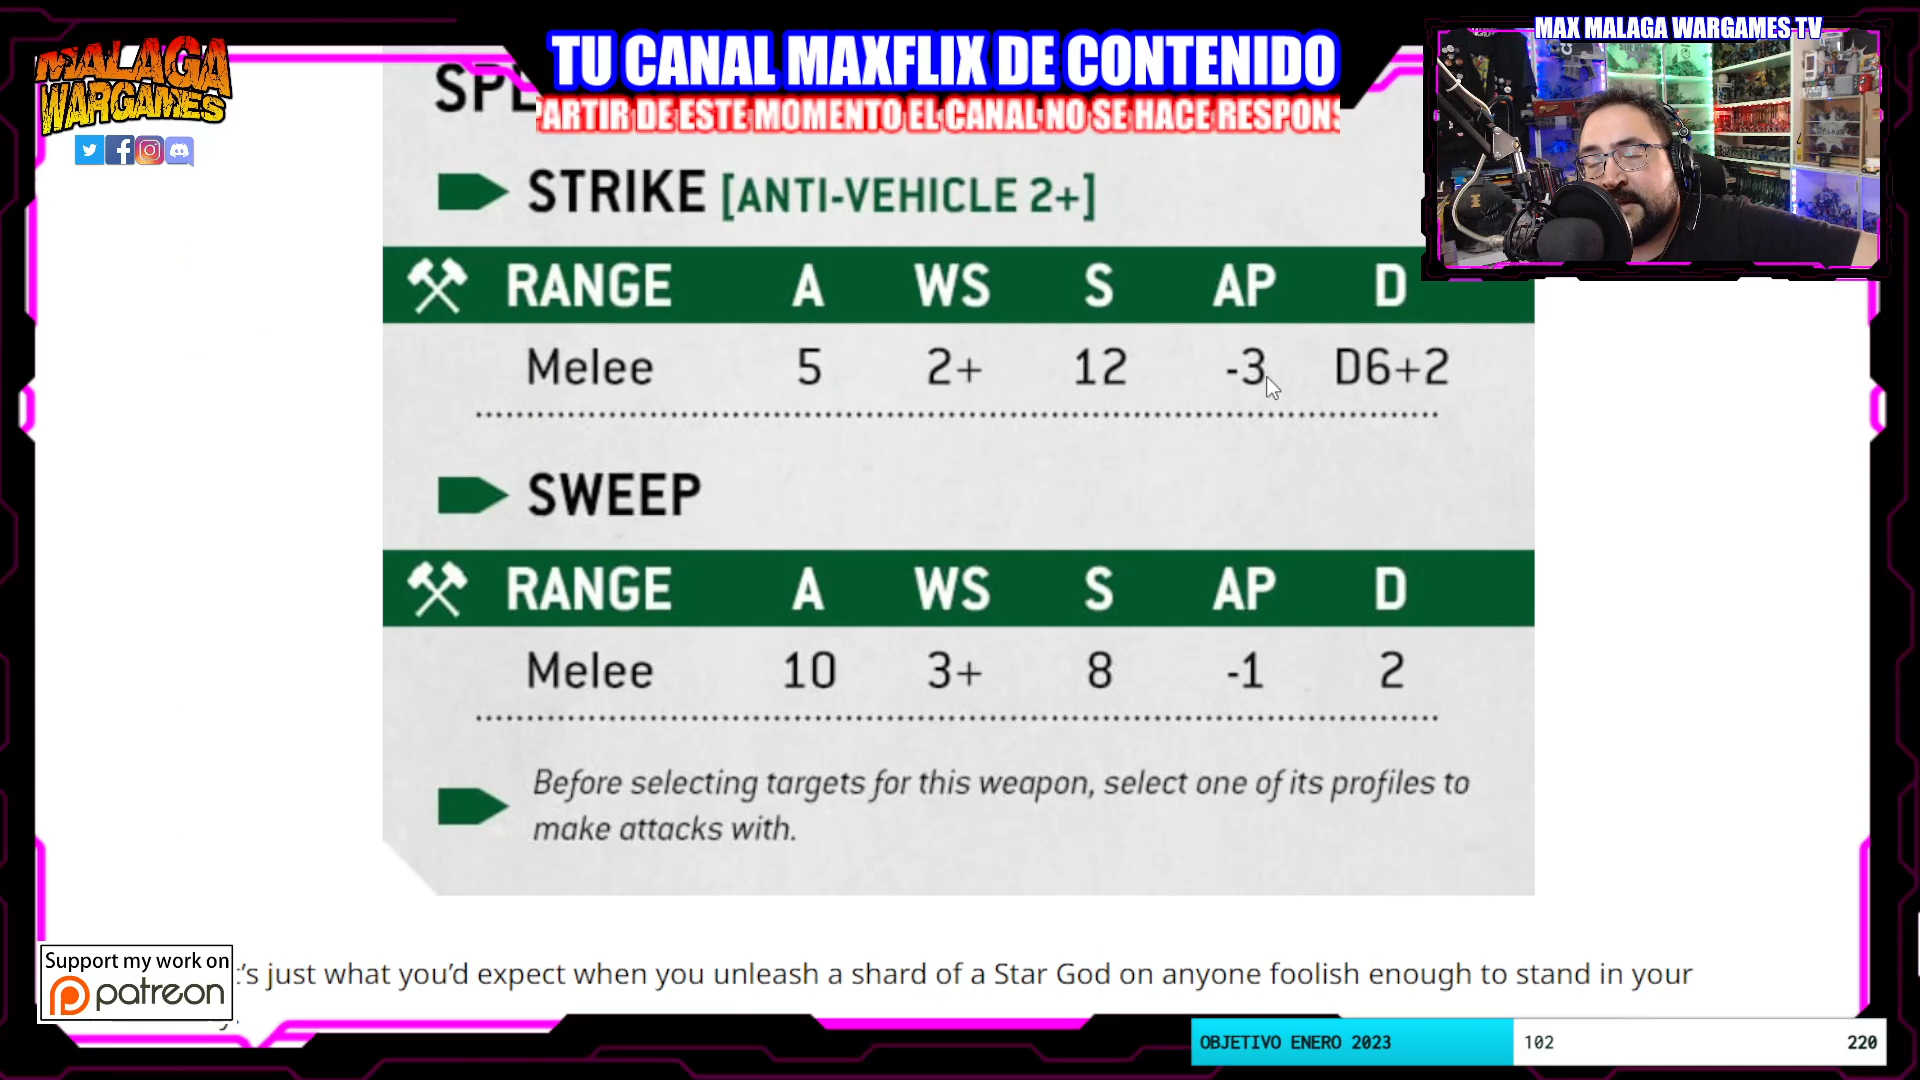 MALAGA
WARGAMES
TU CANAL MAXFLIX DE CONTENIDO
PARTIR DE ESTE MOMENTO EL CANAL NO SE HACE RESPONS
MAX MALAGA WARGAMES TV
SPE
STRIKE [ANTI-VEHICLE 2+]
RANGE A WS S AP D
Melee 5 2+ 12 -3 D6+2
SWEEP
RANGE A WS S AP D
Melee 10 3+ 8 -1 2
Before selecting targets for this weapon, select one of its profiles to
make attacks with.
Support my work on
patreon
's just what you'd expect when you unleash a shard of a Star God on anyone foolish enough to stand in your
OBJETIVO ENERO 2023 102 220